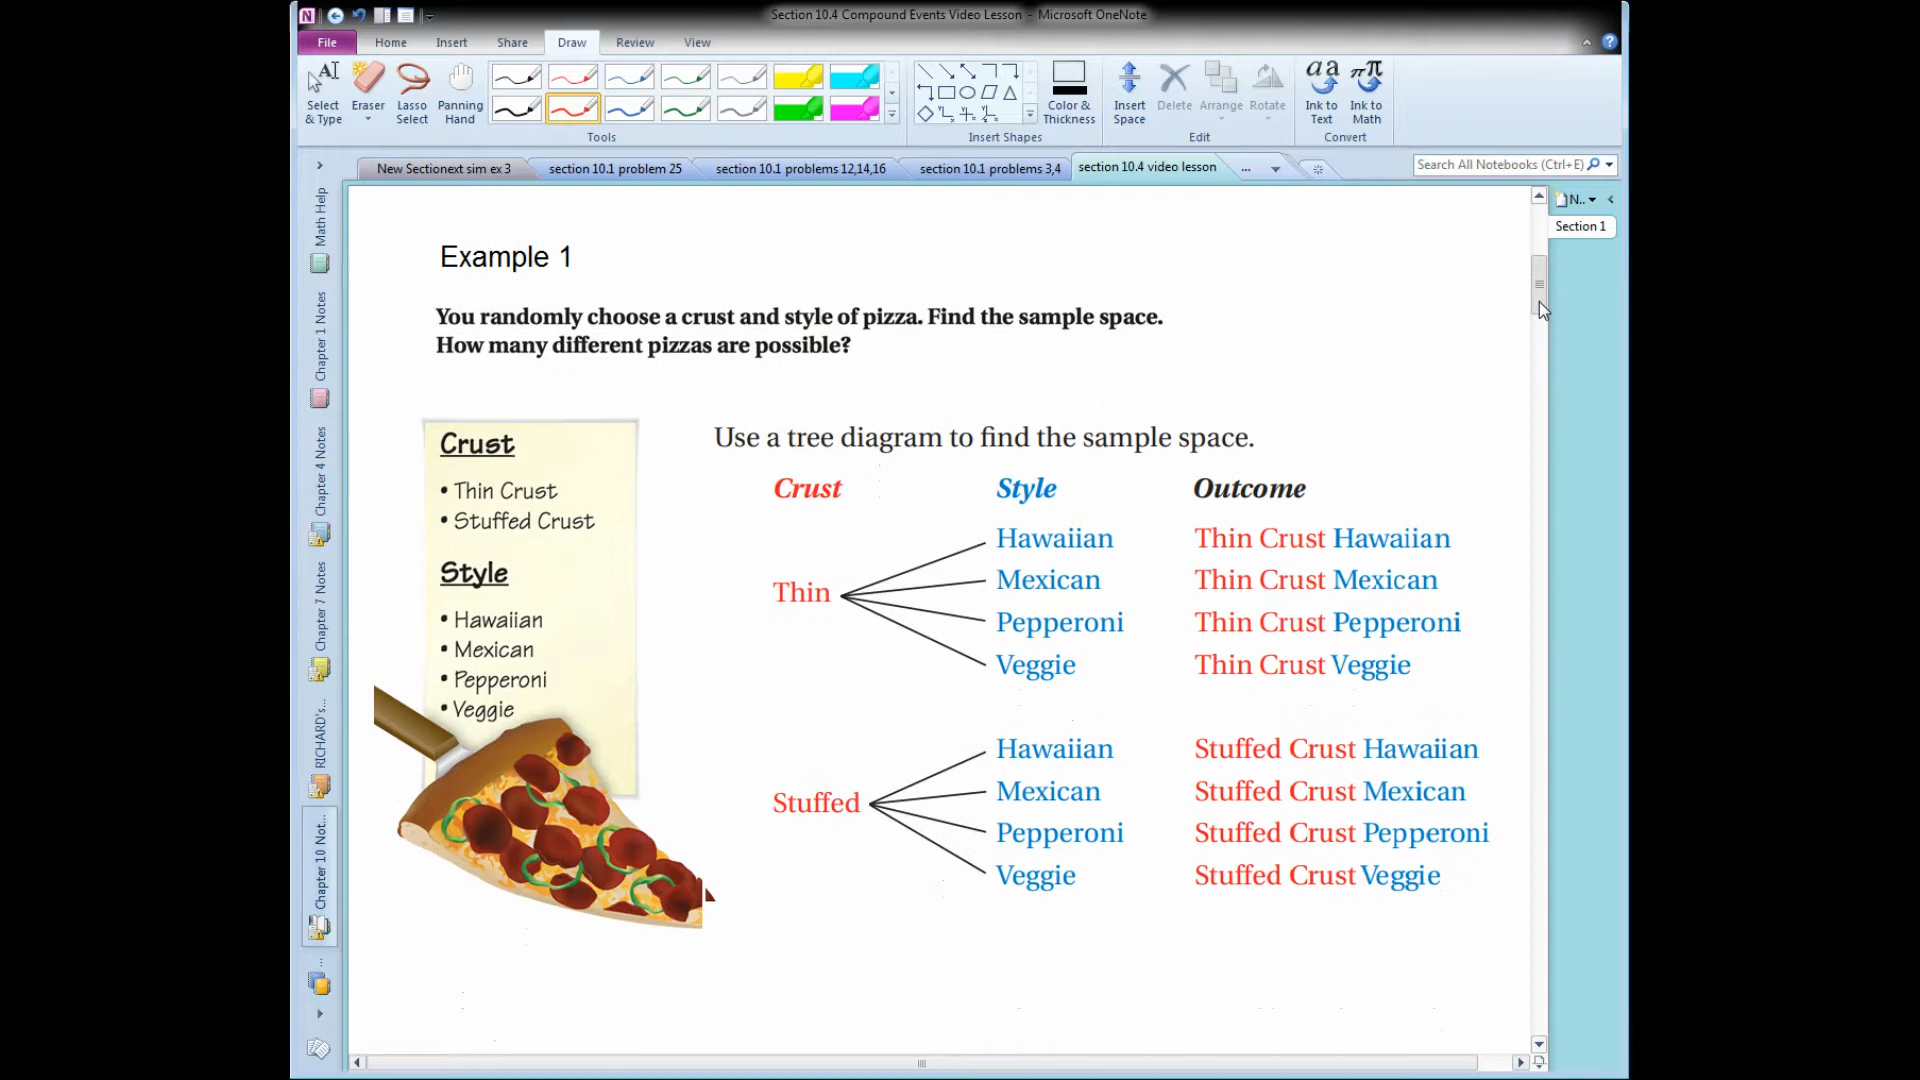 Section 10.4 Compound Events Video Lesson - Microsoft OneNote
File Home Insert Share Draw Review View
Select & Type
Eraser
Lasso Select
Panning Hand
Tools
Color & Thickness
Insert Shapes
Insert Space
Delete Arrange Rotate
Edit
Ink to Text
Ink to Math
Convert
New Sectionext sim ex 3 section 10.1 problem 25 section 10.1 problems 12,14,16 section 10.1 problems 3,4 section 10.4 video lesson ...
Search All Notebooks (Ctrl+E)
N..
Section 1
Math Help
Chapter 1 Notes
Chapter 4 Notes
Chapter 7 Notes
RICHARD's...
Chapter 10 Not...
Example 1
You randomly choose a crust and style of pizza. Find the sample space.
How many different pizzas are possible?
Crust
• Thin Crust
• Stuffed Crust
Style
• Hawaiian
• Mexican
• Pepperoni
• Veggie
Use a tree diagram to find the sample space.
Crust Style Outcome
Hawaiian Thin Crust Hawaiian
Mexican Thin Crust Mexican
Thin
Pepperoni Thin Crust Pepperoni
Veggie Thin Crust Veggie
Hawaiian Stuffed Crust Hawaiian
Mexican Stuffed Crust Mexican
Stuffed
Pepperoni Stuffed Crust Pepperoni
Veggie Stuffed Crust Veggie